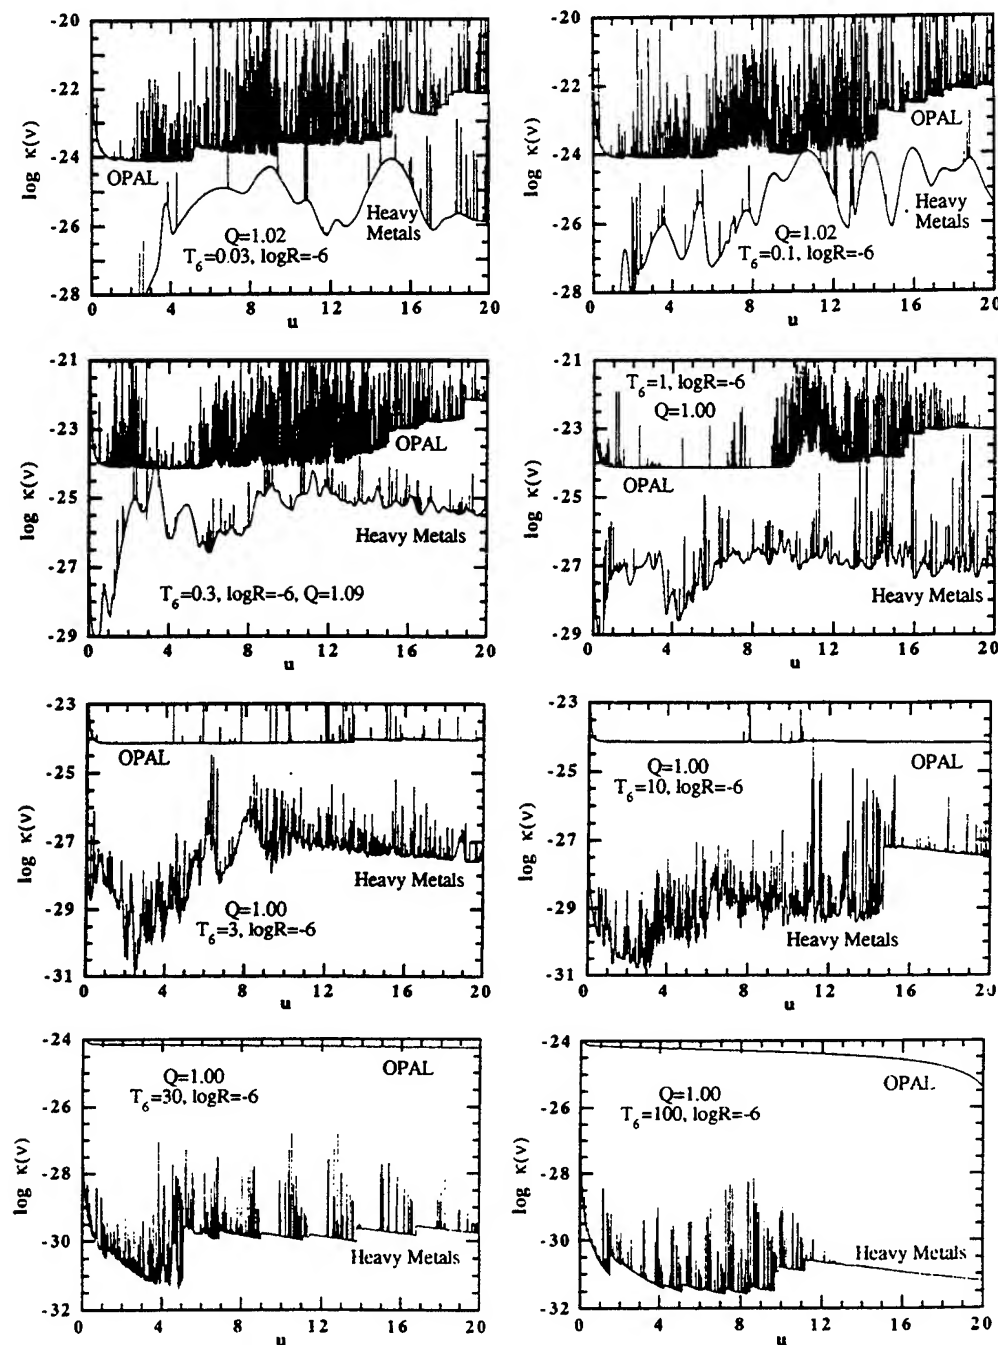 -20
-22
-24
-26
-28
log κ(ν)
OPAL
Heavy
Metals
Q=1.02
T6=0.03, logR=-6
0 4 8 12 16 20
u
-20
-22
-24
-26
-28
log κ(ν)
OPAL
Heavy
Metals
Q=1.02
T6=0.1, logR=-6
0 4 8 12 16 20
u
-21
-23
-25
-27
-29
log κ(ν)
OPAL
Heavy Metals
T6=0.3, logR=-6, Q=1.09
0 4 8 12 16 20
u
-21
-23
-25
-27
-29
log κ(ν)
T6=1, logR=-6
Q=1.00
OPAL
Heavy Metals
0 4 8 12 16 20
u
-23
-25
-27
-29
-31
log κ(ν)
OPAL
Heavy Metals
Q=1.00
T6=3, logR=-6
0 4 8 12 16 20
u
-23
-25
-27
-29
-31
log κ(ν)
OPAL
Q=1.00
T6=10, logR=-6
Heavy Metals
0 4 8 12 16 20
u
-24
-26
-28
-30
-32
log κ(ν)
OPAL
Q=1.00
T6=30, logR=-6
Heavy Metals
0 4 8 12 16 20
u
-24
-26
-28
-30
-32
log κ(ν)
OPAL
Q=1.00
T6=100, logR=-6
Heavy Metals
0 4 8 12 16 20
u